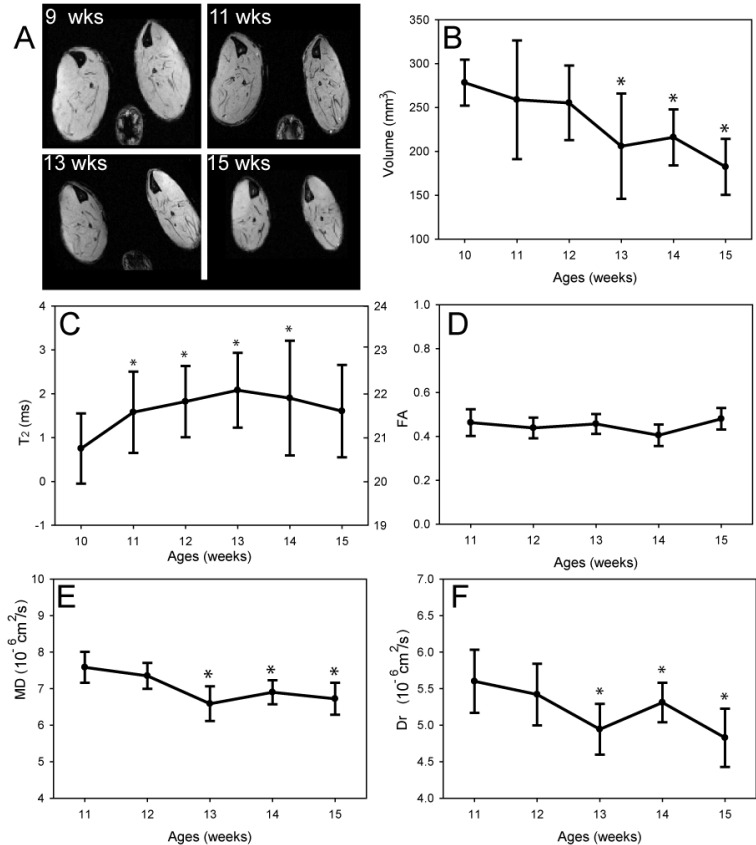 A
9 wks
11 wks
13 wks
15 wks
B
Volume (mm³)
350
300
250
200
150
100
* * *
10 11 12 13 14 15
Ages (weeks)
C
T₂ (ms)
4
3
2
1
0
-1
24
23
22
21
20
19
* * * *
10 11 12 13 14 15
Ages (weeks)
D
FA
1.0
0.8
0.6
0.4
0.2
0.0
11 12 13 14 15
Ages (weeks)
E
MD (10⁻⁶ cm²/s)
10
9
8
7
6
5
4
* * *
11 12 13 14 15
Ages (weeks)
F
Dr (10⁻⁶ cm²/s)
7.0
6.5
6.0
5.5
5.0
4.5
4.0
* * *
11 12 13 14 15
Ages (weeks)